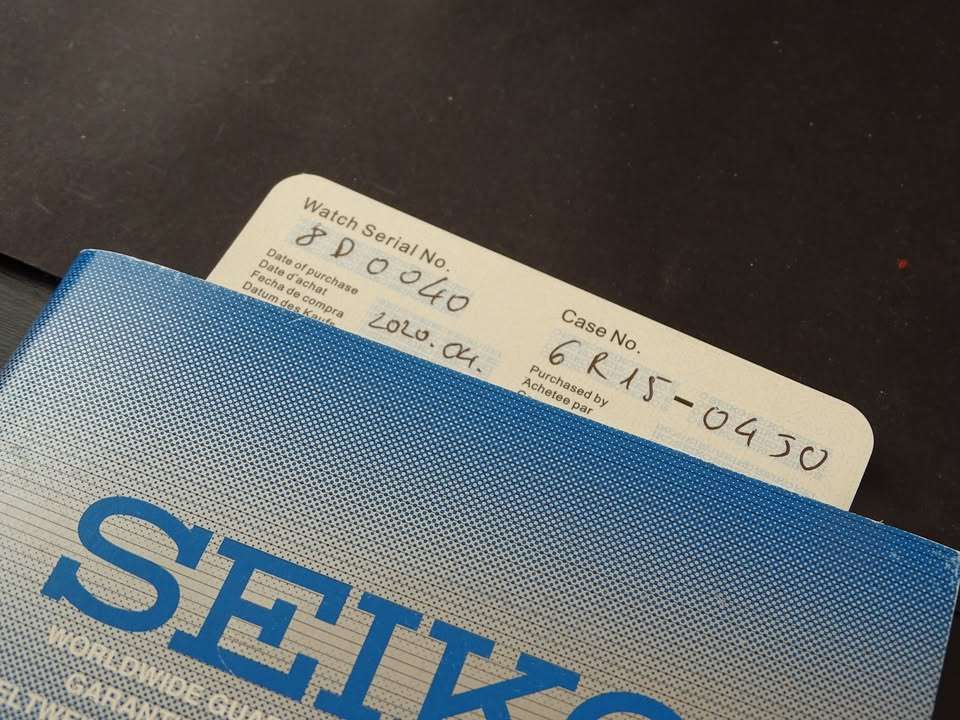 Watch Serial No.
8D0040
Date of purchase
Date d'achat
Fecha de compra
Datum des Kaufs
2020.04.
Case No.
6R15-0450
Purchased by
Achetee par
SEIKO
WORLDWIDE